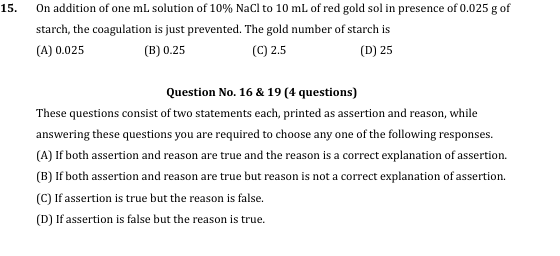 15. On addition of one mL solution of 10% NaCl to 10 mL of red gold sol in presence of 0.025 g of
starch, the coagulation is just prevented. The gold number of starch is
(A) 0.025 (B) 0.25 (C) 2.5 (D) 25
Question No. 16 & 19 (4 questions)
These questions consist of two statements each, printed as assertion and reason, while
answering these questions you are required to choose any one of the following responses.
(A) If both assertion and reason are true and the reason is a correct explanation of assertion.
(B) If both assertion and reason are true but reason is not a correct explanation of assertion.
(C) If assertion is true but the reason is false.
(D) If assertion is false but the reason is true.